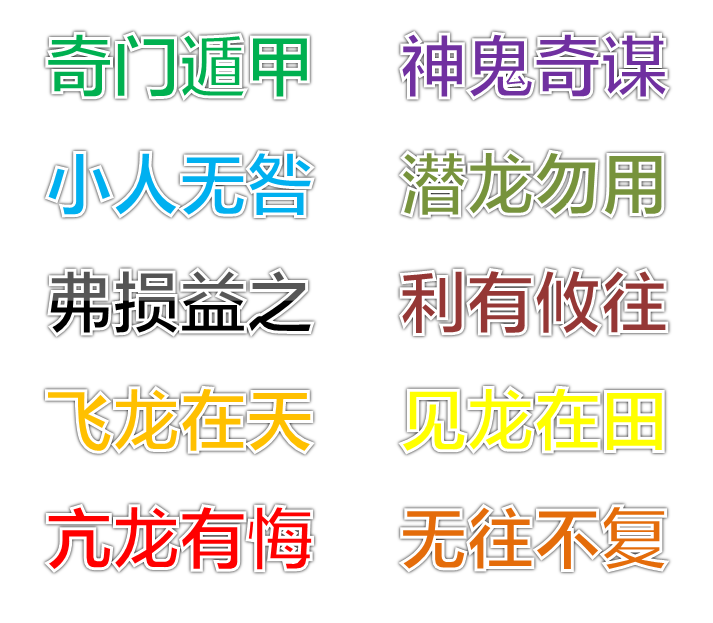 奇门遁甲 神鬼奇谋
小人无咎 潜龙勿用
弗损益之 利有攸往
飞龙在天 见龙在田
亢龙有悔 无往不复